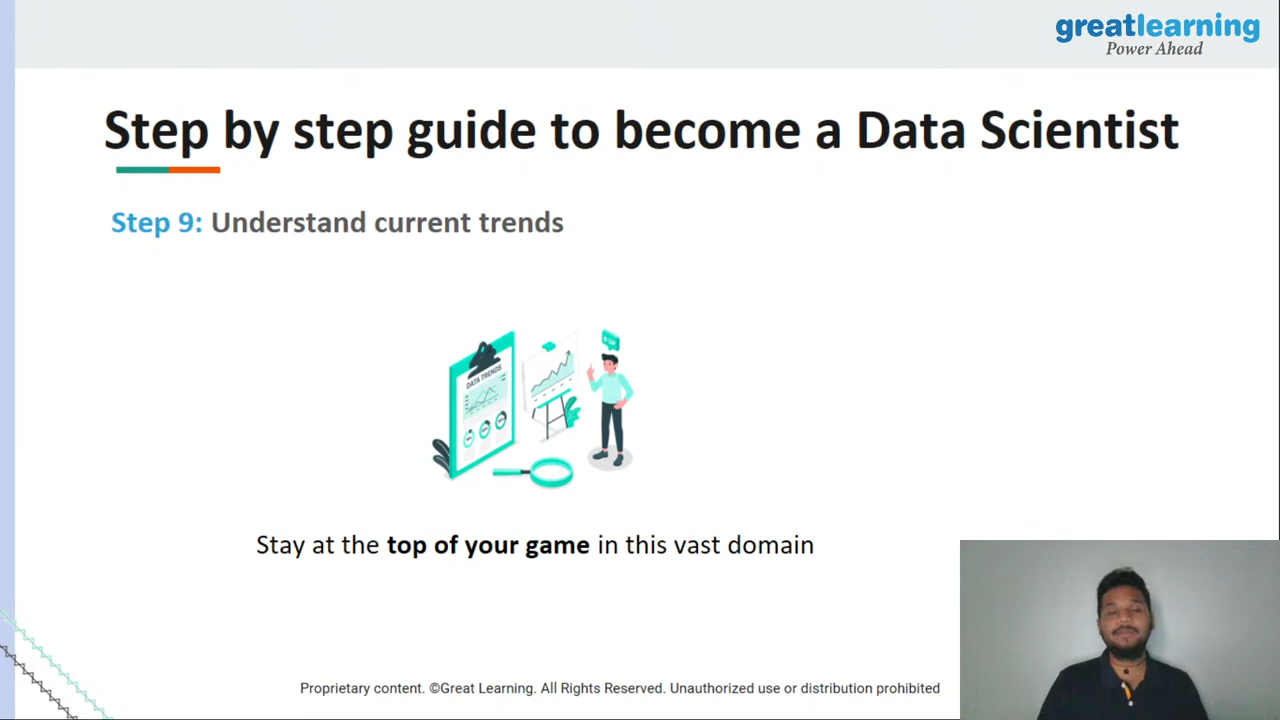 greatlearning
Power Ahead
Step by step guide to become a Data Scientist
Step 9: Understand current trends
DATA TRENDS
Stay at the top of your game in this vast domain
Proprietary content. ©Great Learning. All Rights Reserved. Unauthorized use or distribution prohibited